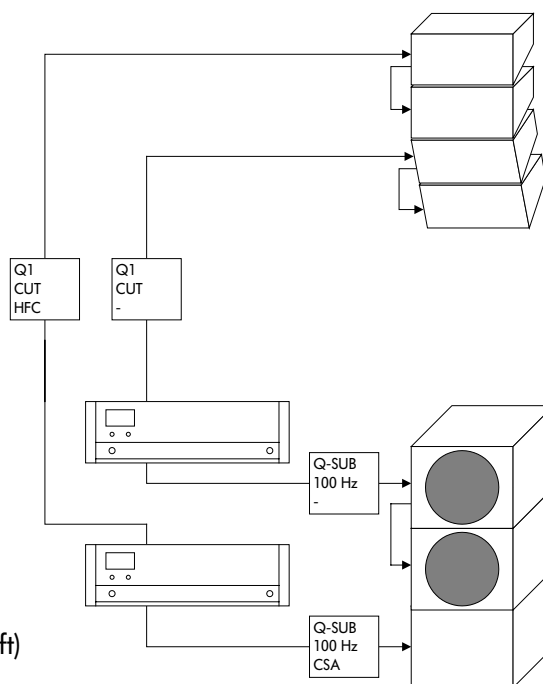 Q1
CUT
HFC
Q1
CUT
-
Q-SUB
100 Hz
-
Q-SUB
100 Hz
CSA
ft)